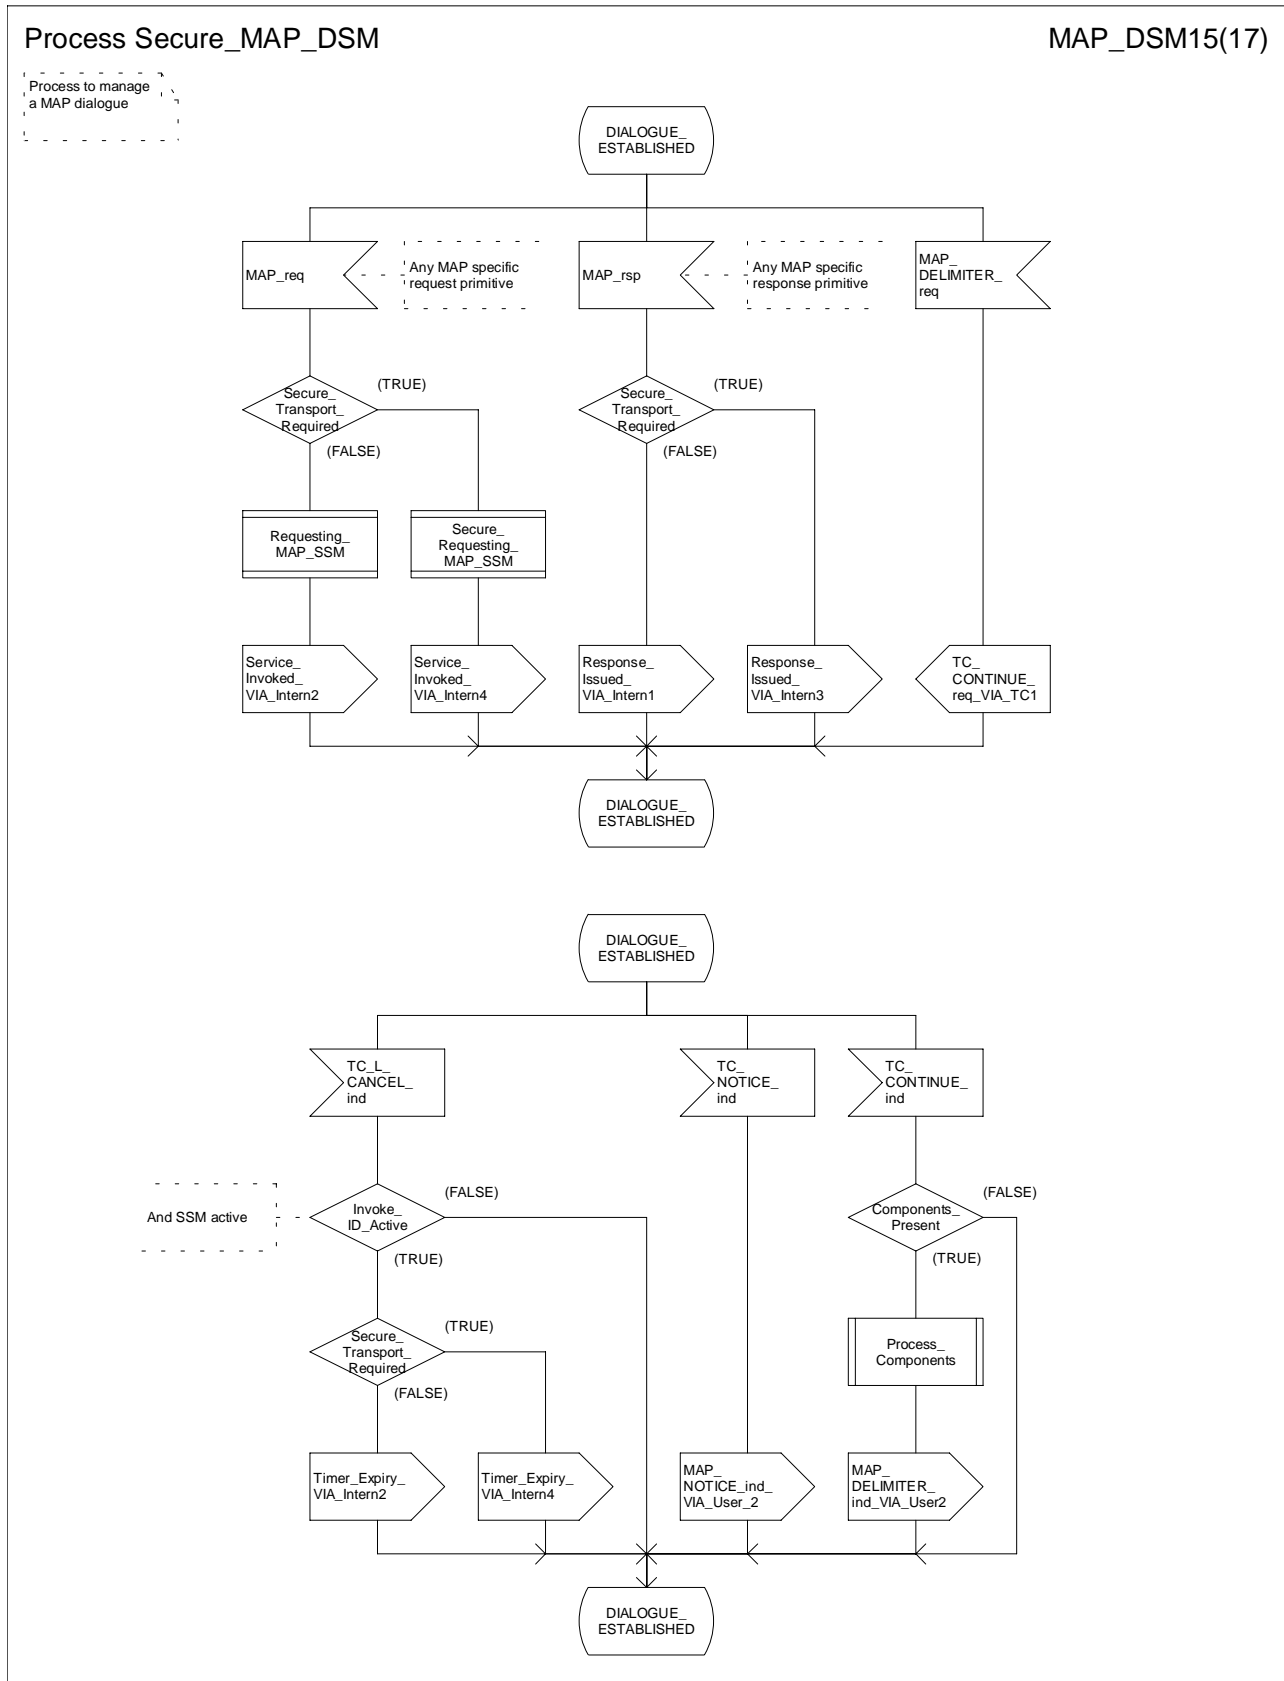 Process Secure_MAP_DSM
MAP_DSM15(17)
Process to manage
a MAP dialogue
DIALOGUE_
ESTABLISHED
MAP_req
Any MAP specific
request primitive
MAP_rsp
Any MAP specific
response primitive
MAP_
DELIMITER_
req
Secure_
Transport_
Required
(TRUE)
(FALSE)
Secure_
Transport_
Required
(TRUE)
(FALSE)
Requesting_
MAP_SSM
Secure_
Requesting_
MAP_SSM
Service_
Invoked_
VIA_Intern2
Service_
Invoked_
VIA_Intern4
Response_
Issued_
VIA_Intern1
Response_
Issued_
VIA_Intern3
TC_
CONTINUE_
req_VIA_TC1
DIALOGUE_
ESTABLISHED
DIALOGUE_
ESTABLISHED
TC_L_
CANCEL_
ind
TC_
NOTICE_
ind
TC_
CONTINUE_
ind
And SSM active
Invoke_
ID_Active
(FALSE)
(TRUE)
Components_
Present
(FALSE)
(TRUE)
Secure_
Transport_
Required
(TRUE)
(FALSE)
Process_
Components
Timer_Expiry_
VIA_Intern2
Timer_Expiry_
VIA_Intern4
MAP_
NOTICE_ind_
VIA_User_2
MAP_
DELIMITER_
ind_VIA_User2
DIALOGUE_
ESTABLISHED